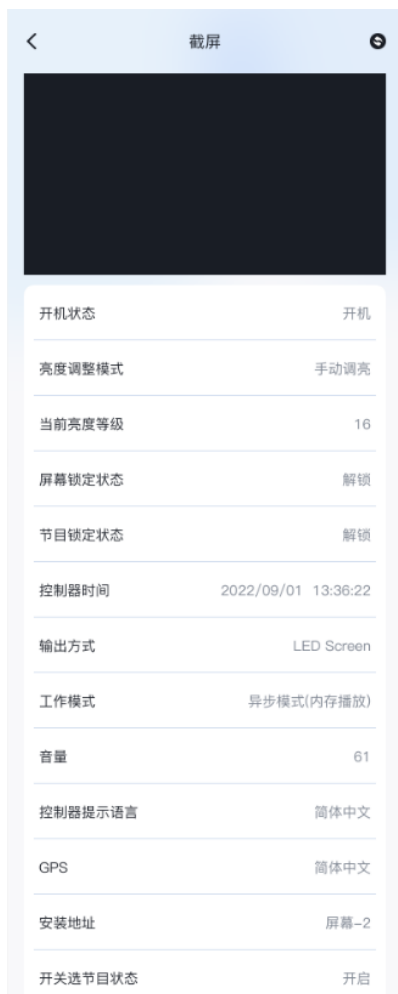 截屏
开机状态 开机
亮度调整模式 手动调亮
当前亮度等级 16
屏幕锁定状态 解锁
节目锁定状态 解锁
控制器时间 2022/09/01 13:36:22
输出方式 LED Screen
工作模式 异步模式(内存播放)
音量 61
控制器提示语言 简体中文
GPS 简体中文
安装地址 屏幕-2
开关选节目状态 开启